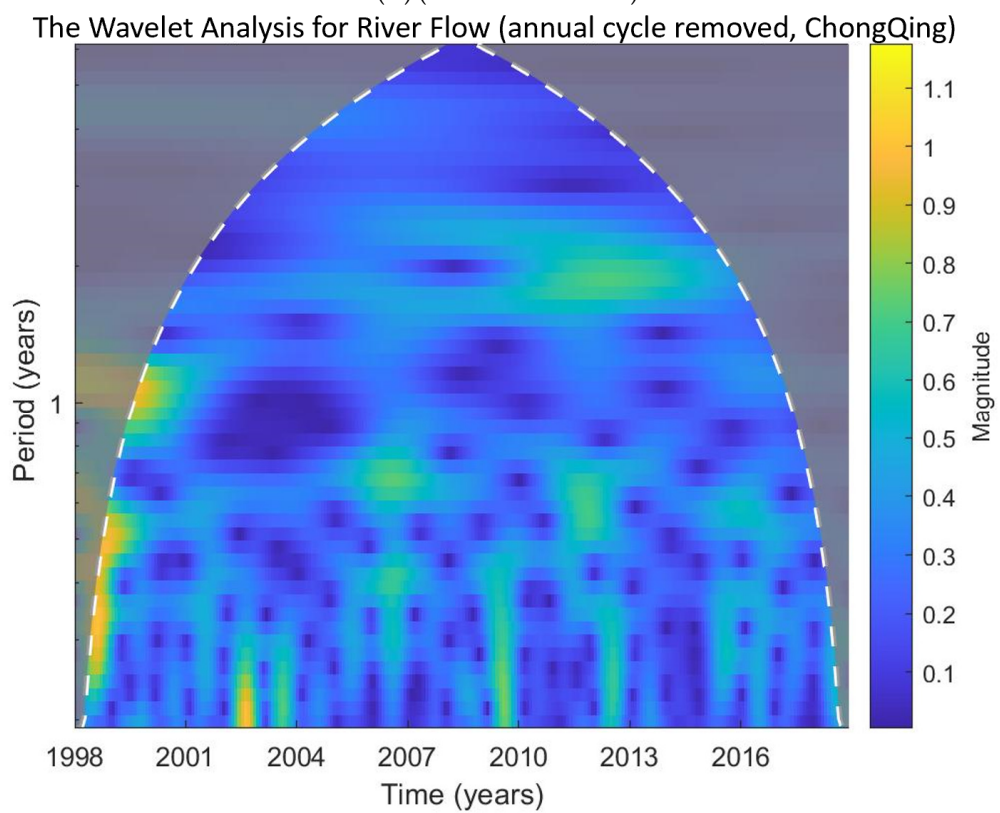 The Wavelet Analysis for River Flow (annual cycle removed, ChongQing)
Period (years)
1
1998 2001 2004 2007 2010 2013 2016
Time (years)
1.1
1
0.9
0.8
0.7
0.6
0.5
0.4
0.3
0.2
0.1
Magnitude